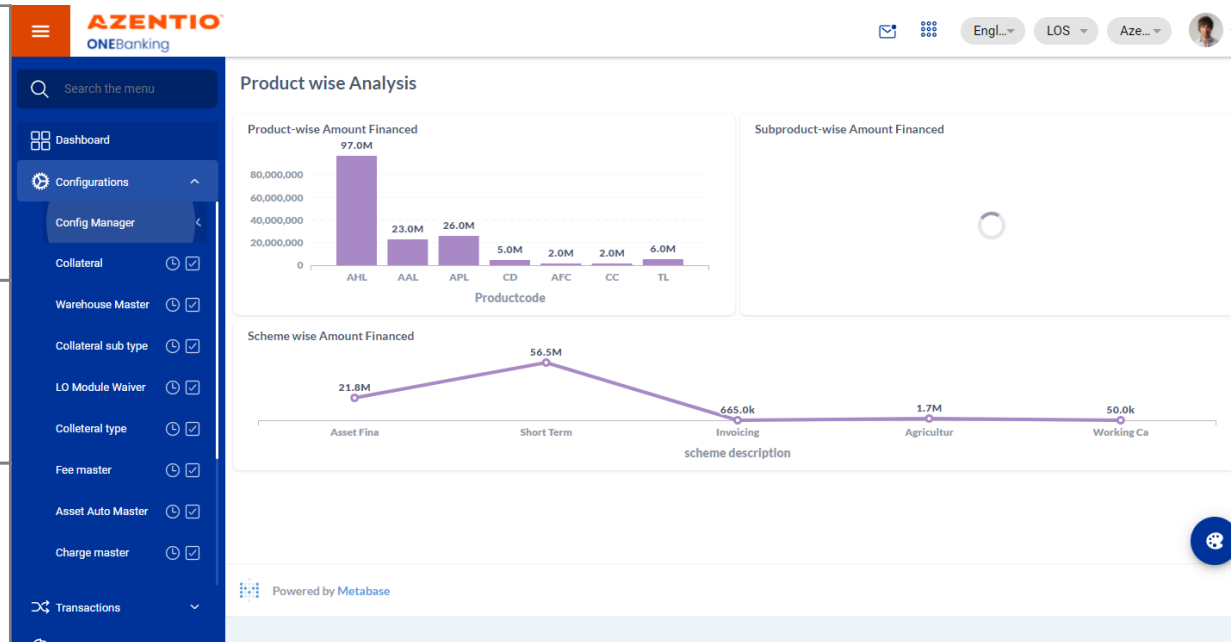 AZENTIO
ONEBanking
Engl...
LOS
Aze...
Search the menu
Dashboard
Configurations
Config Manager
Collateral
Warehouse Master
Collateral sub type
LO Module Waiver
Colleteral type
Fee master
Asset Auto Master
Charge master
Transactions
Product wise Analysis
Product-wise Amount Financed
97.0M
80,000,000
60,000,000
40,000,000
20,000,000
0
23.0M
26.0M
5.0M
2.0M
2.0M
6.0M
AHL AAL APL CD AFC CC TL
Productcode
Subproduct-wise Amount Financed
Scheme wise Amount Financed
56.5M
21.8M
665.0k
1.7M
50.0k
Asset Fina Short Term Invoicing Agricultur Working Ca
scheme description
Powered by Metabase